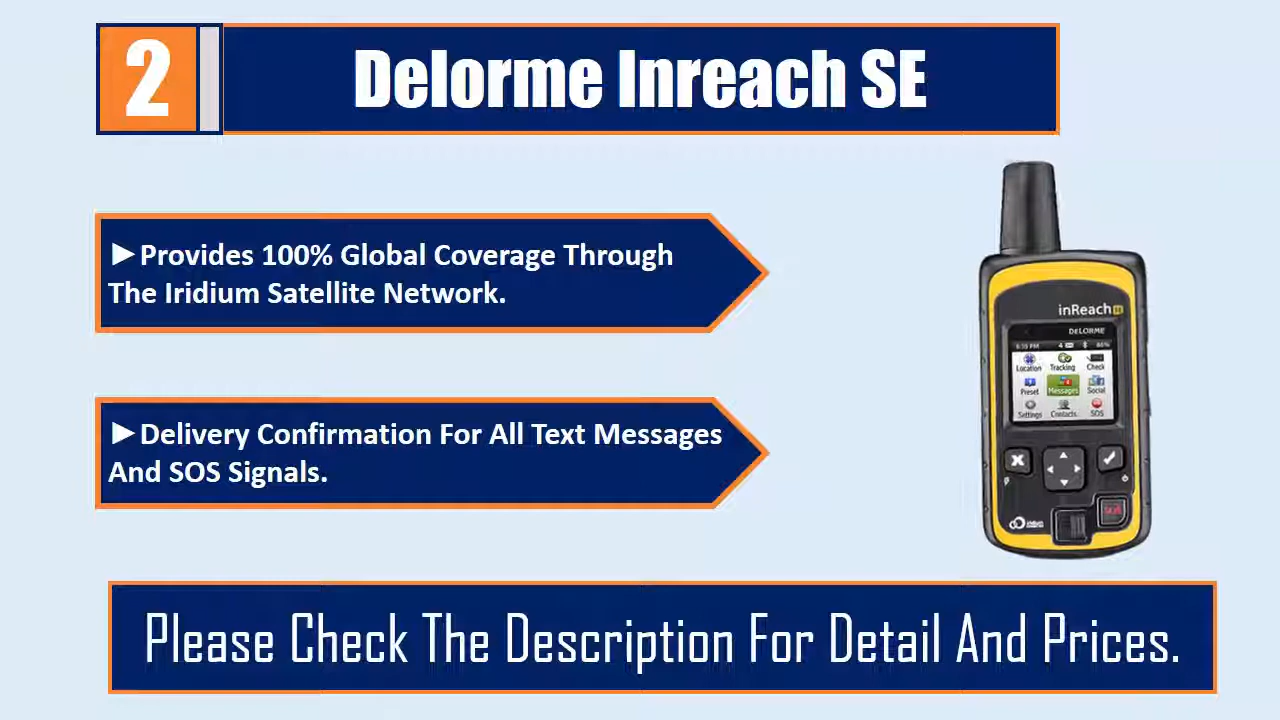 2
Delorme Inreach SE
►Provides 100% Global Coverage Through
The Iridium Satellite Network.
►Delivery Confirmation For All Text Messages
And SOS Signals.
inReach SE
DeLORME
86%
Location Tracking Check
Preset Messages Social
Settings Contacts SOS
SOS
Please Check The Description For Detail And Prices.